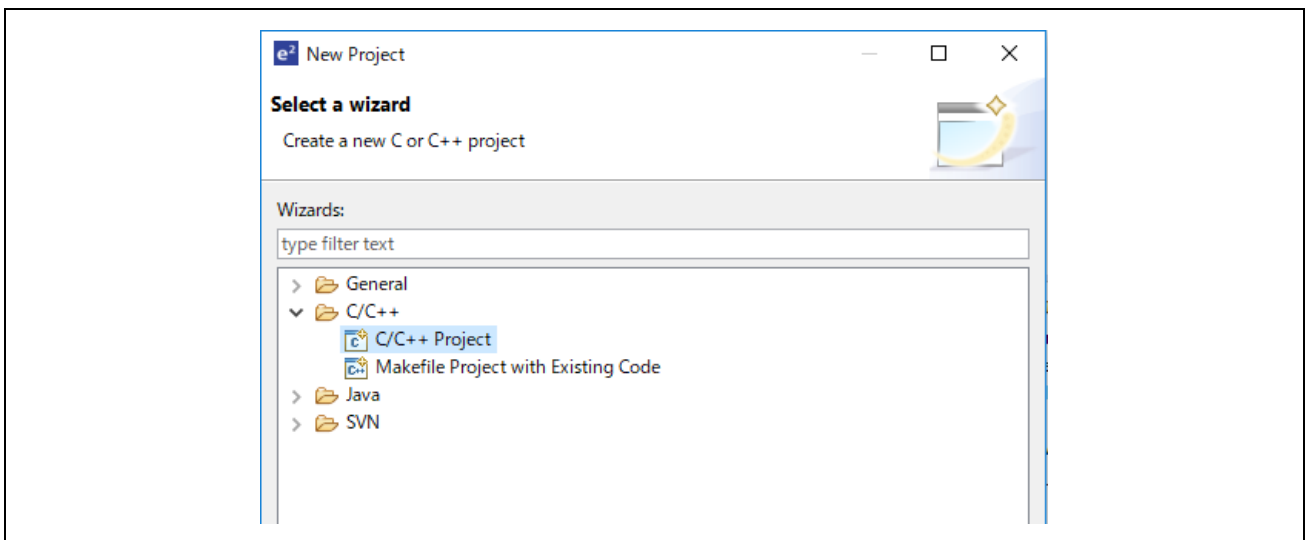 e² New Project
Select a wizard
Create a new C or C++ project
Wizards:
type filter text
General
C/C++
C/C++ Project
Makefile Project with Existing Code
Java
SVN